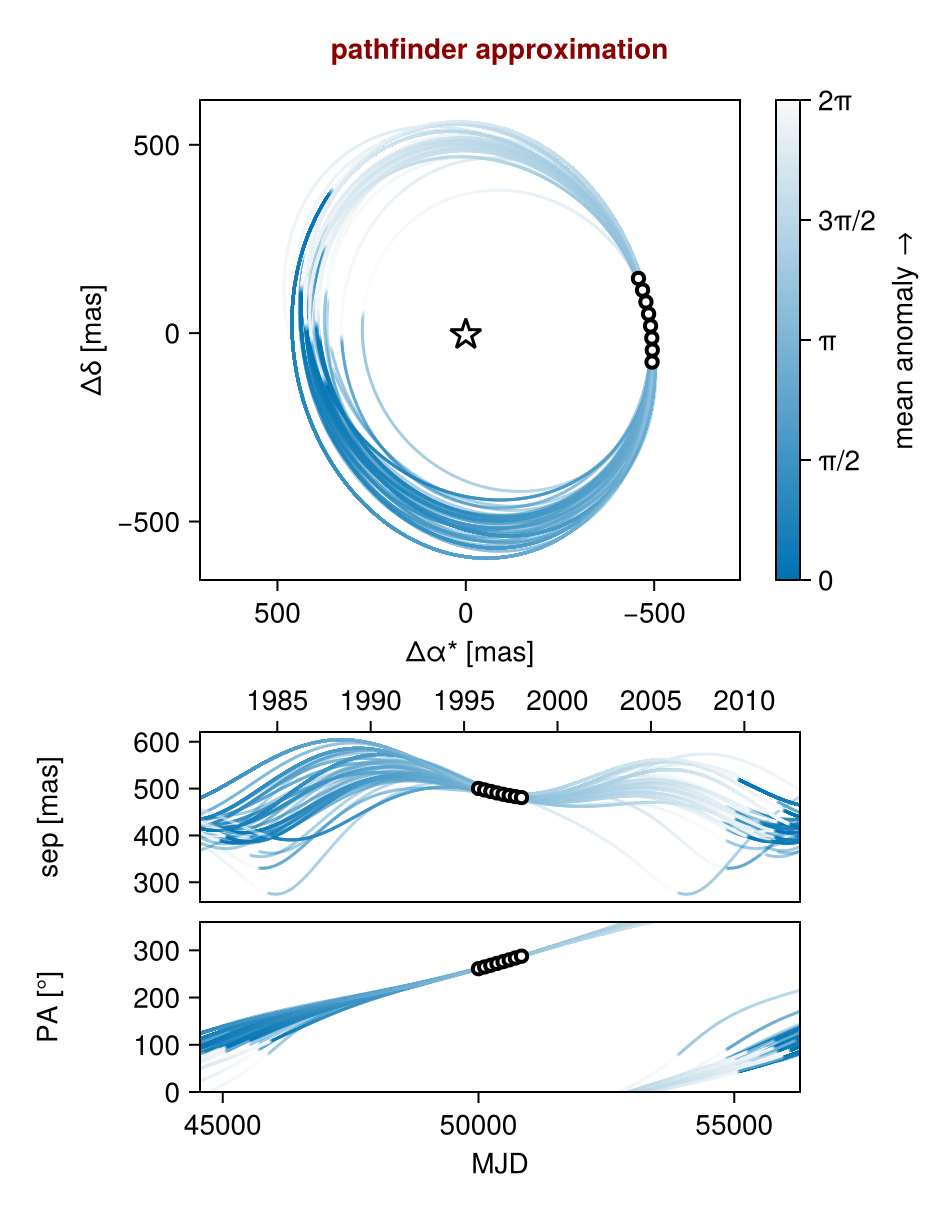 pathfinder approximation
500
0
−500
Δδ [mas]
500
0
−500
Δα* [mas]
2π
3π/2
π
π/2
0
mean anomaly →
1985 1990 1995 2000 2005 2010
600
500
400
300
sep [mas]
300
200
100
0
PA [°]
45000 50000 55000
MJD